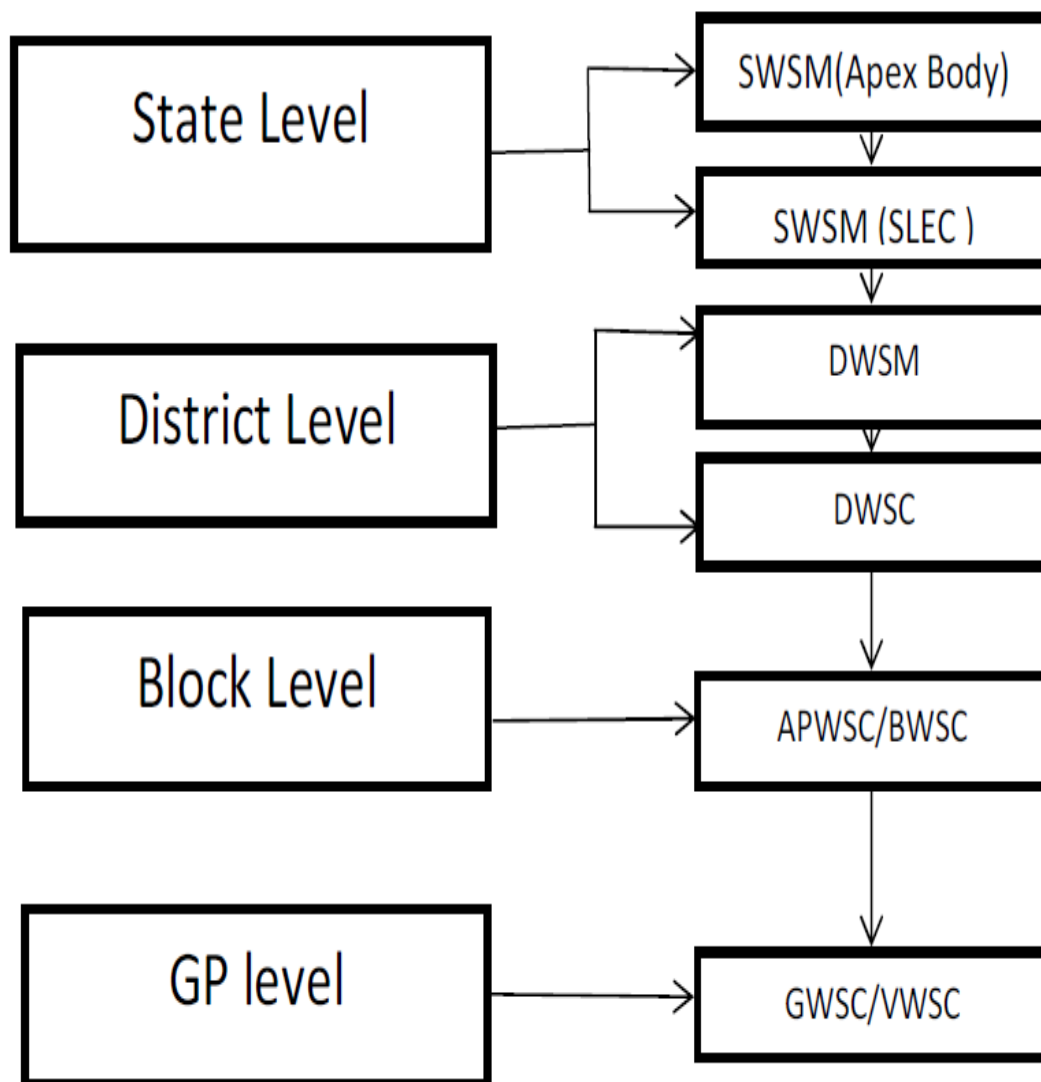 State Level
SWSM(Apex Body)
SWSM (SLEC )
District Level
DWSM
DWSC
Block Level
APWSC/BWSC
GP level
GWSC/VWSC